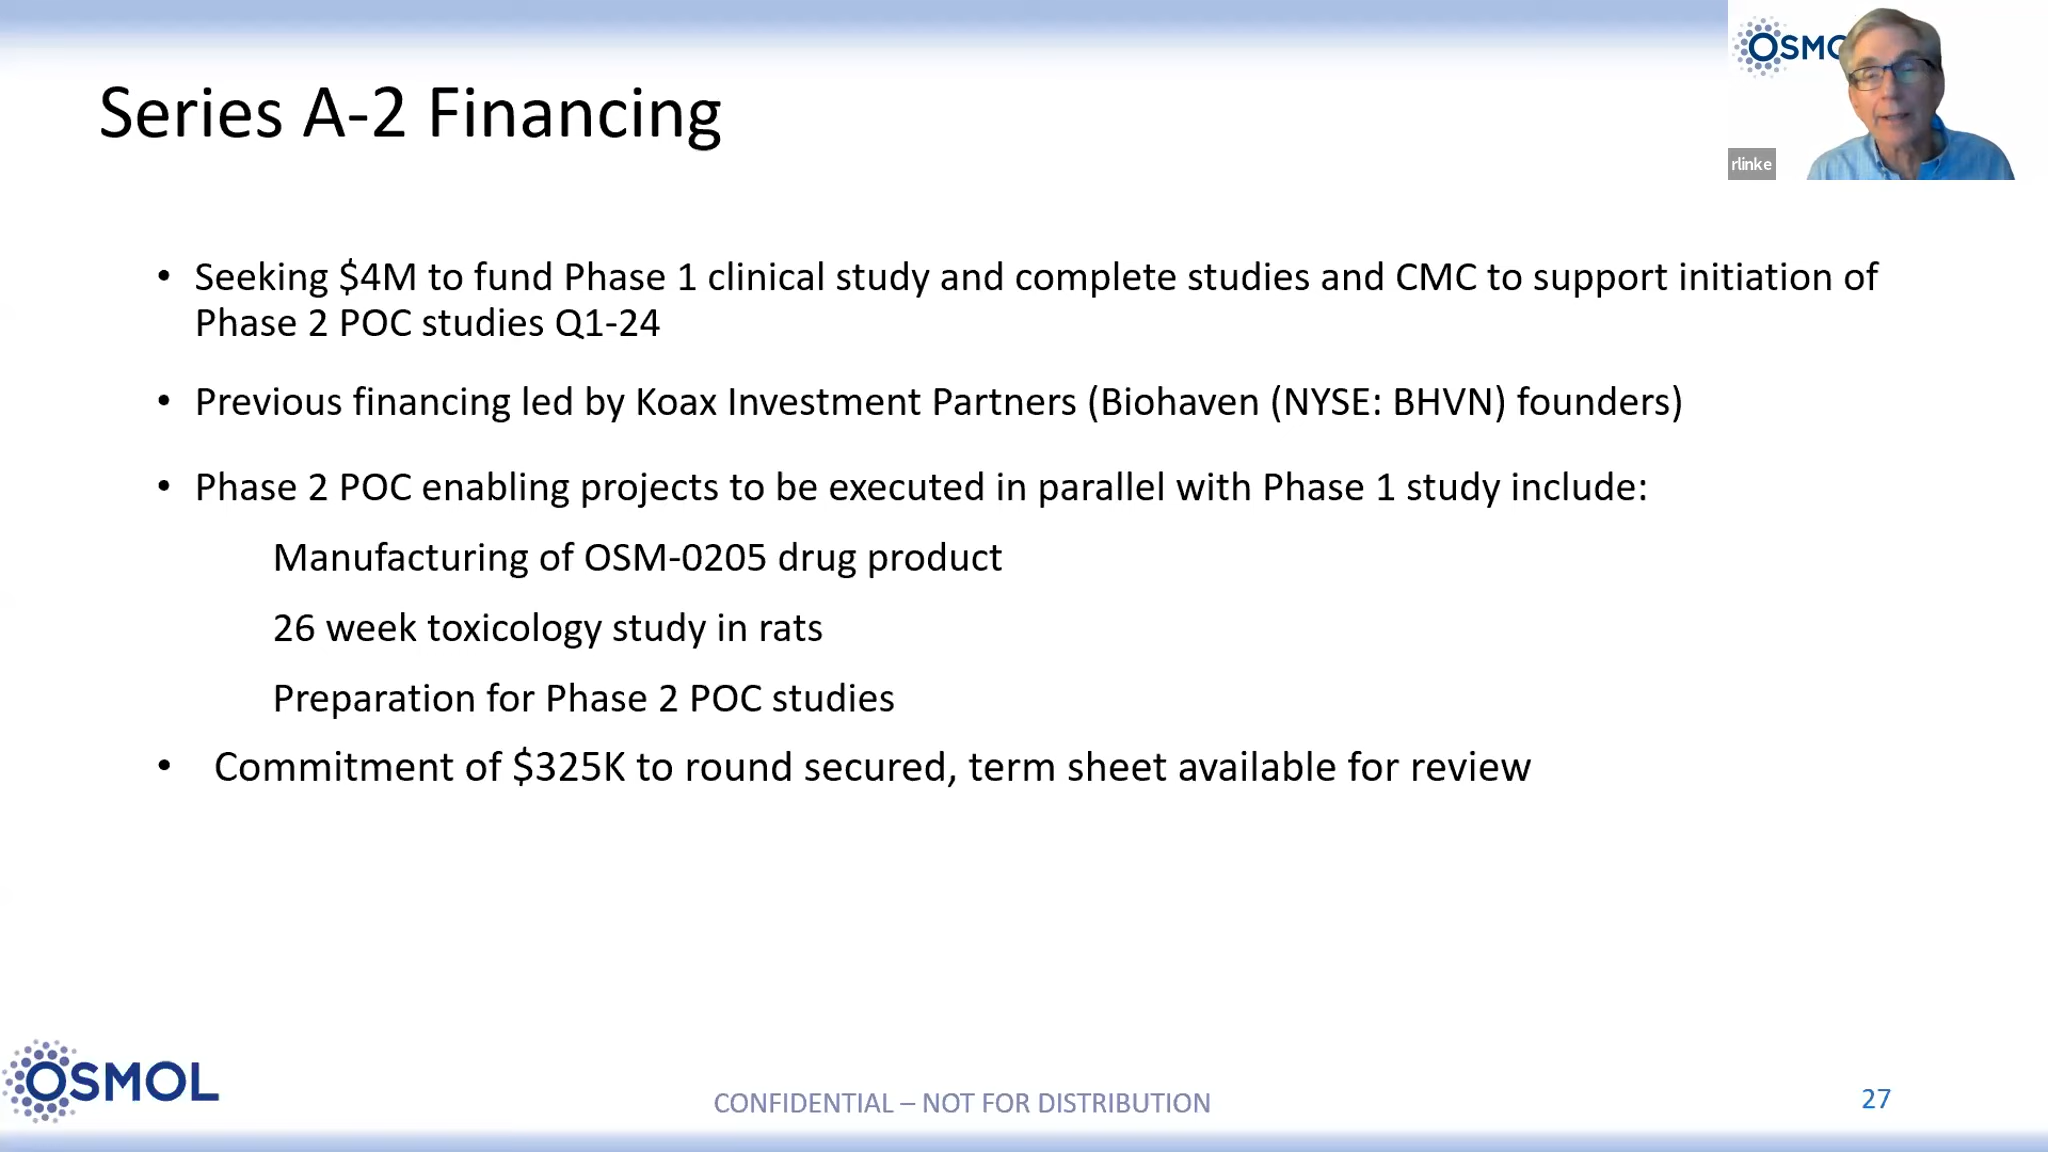 OSMO
rlinke
Series A-2 Financing
• Seeking $4M to fund Phase 1 clinical study and complete studies and CMC to support initiation of
Phase 2 POC studies Q1-24
• Previous financing led by Koax Investment Partners (Biohaven (NYSE: BHVN) founders)
• Phase 2 POC enabling projects to be executed in parallel with Phase 1 study include:
Manufacturing of OSM-0205 drug product
26 week toxicology study in rats
Preparation for Phase 2 POC studies
• Commitment of $325K to round secured, term sheet available for review
OSMOL
CONFIDENTIAL – NOT FOR DISTRIBUTION
27